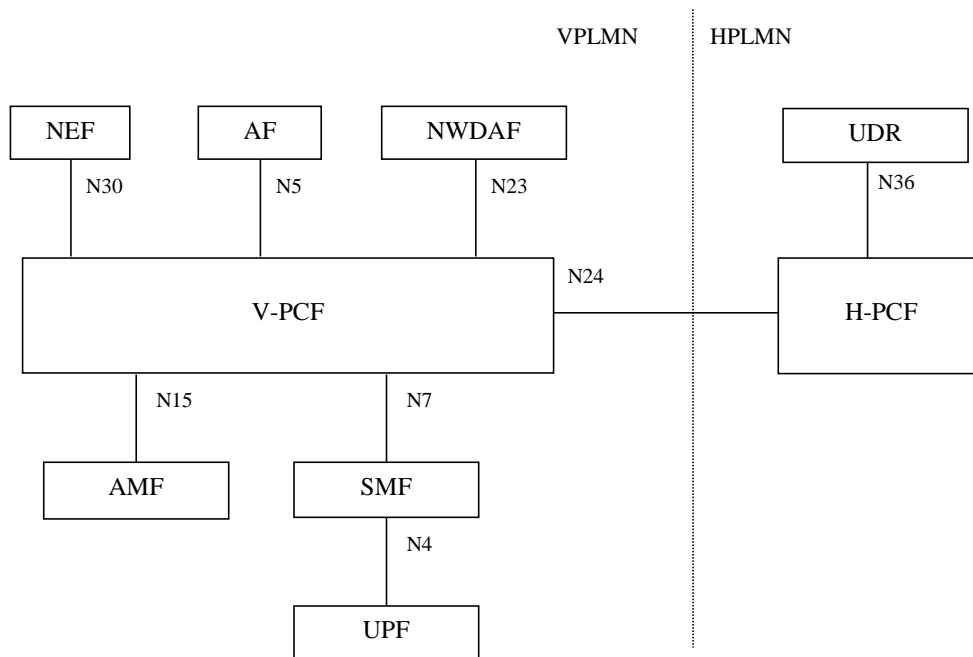 VPLMN
HPLMN
NEF
AF
NWDAF
UDR
N30
N5
N23
N36
N24
V-PCF
H-PCF
N15
N7
AMF
SMF
N4
UPF